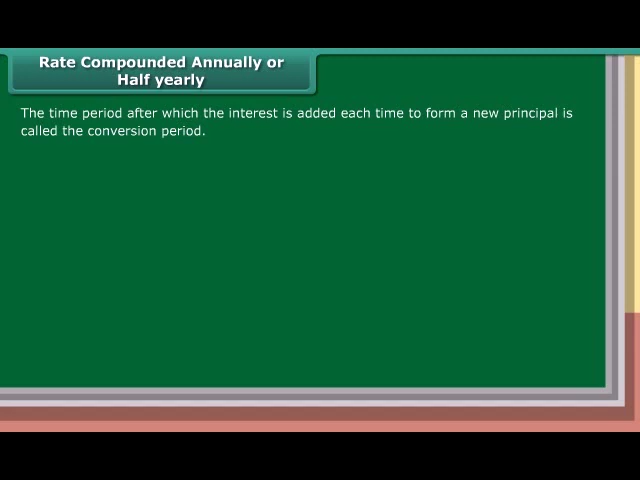 Rate Compounded Annually or
Half yearly
The time period after which the interest is added each time to form a new principal is
called the conversion period.